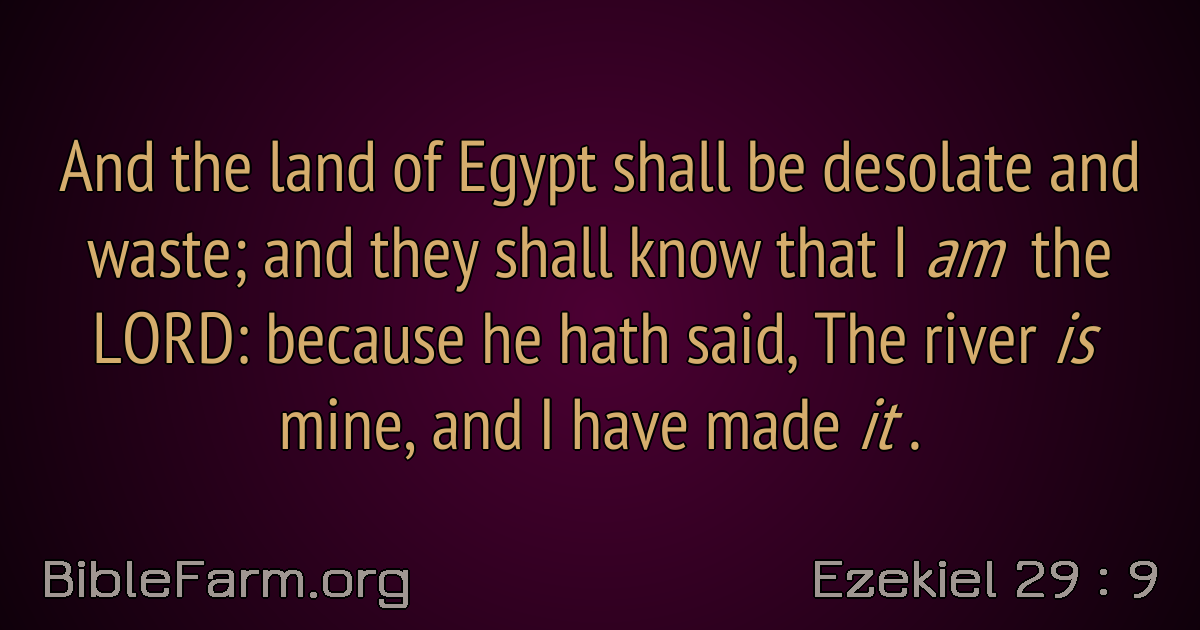 And the land of Egypt shall be desolate and
waste; and they shall know that I am the
LORD: because he hath said, The river is
mine, and I have made it .
BibleFarm.org
Ezekiel 29 : 9